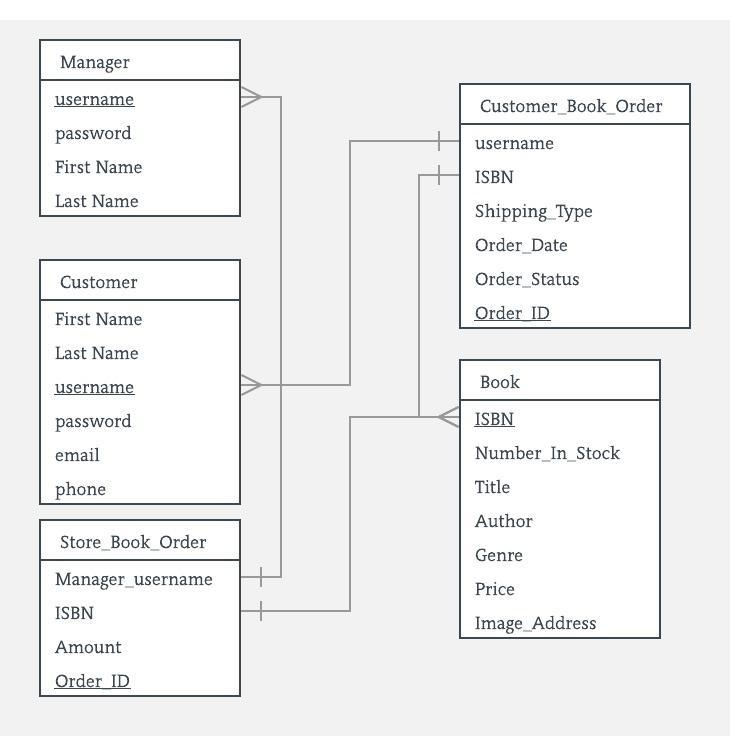 Manager
username
password
First Name
Last Name
Customer
First Name
Last Name
username
password
email
phone
Store_Book_Order
Manager_username
ISBN
Amount
Order_ID
Customer_Book_Order
username
ISBN
Shipping_Type
Order_Date
Order_Status
Order_ID
Book
ISBN
Number_In_Stock
Title
Author
Genre
Price
Image_Address